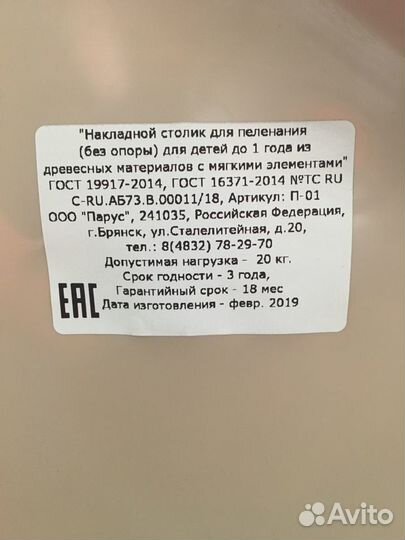 "Накладной столик для пеленания
(без опоры) для детей до 1 года из
древесных материалов с мягкими элементами"
ГОСТ 19917-2014, ГОСТ 16371-2014 №ТС RU
C-RU.АБ73.В.00011/18, Артикул: П-01
ООО "Парус", 241035, Российская Федерация,
г.Брянск, ул.Сталелитейная, д.20,
тел.: 8(4832) 78-29-70
Допустимая нагрузка - 20 кг.
Срок годности - 3 года,
Гарантийный срок - 18 мес
Дата изготовления - февр. 2019
EAC
Avito